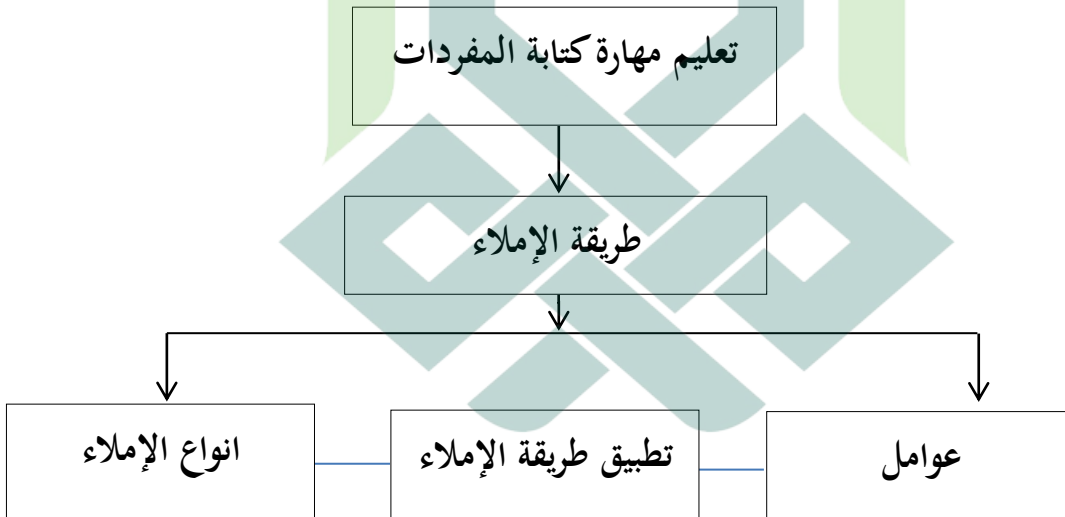 تعليم مهارة كتابة المفردات
طريقة الإملاء
عوامل
تطبيق طريقة الإملاء
انواع الإملاء